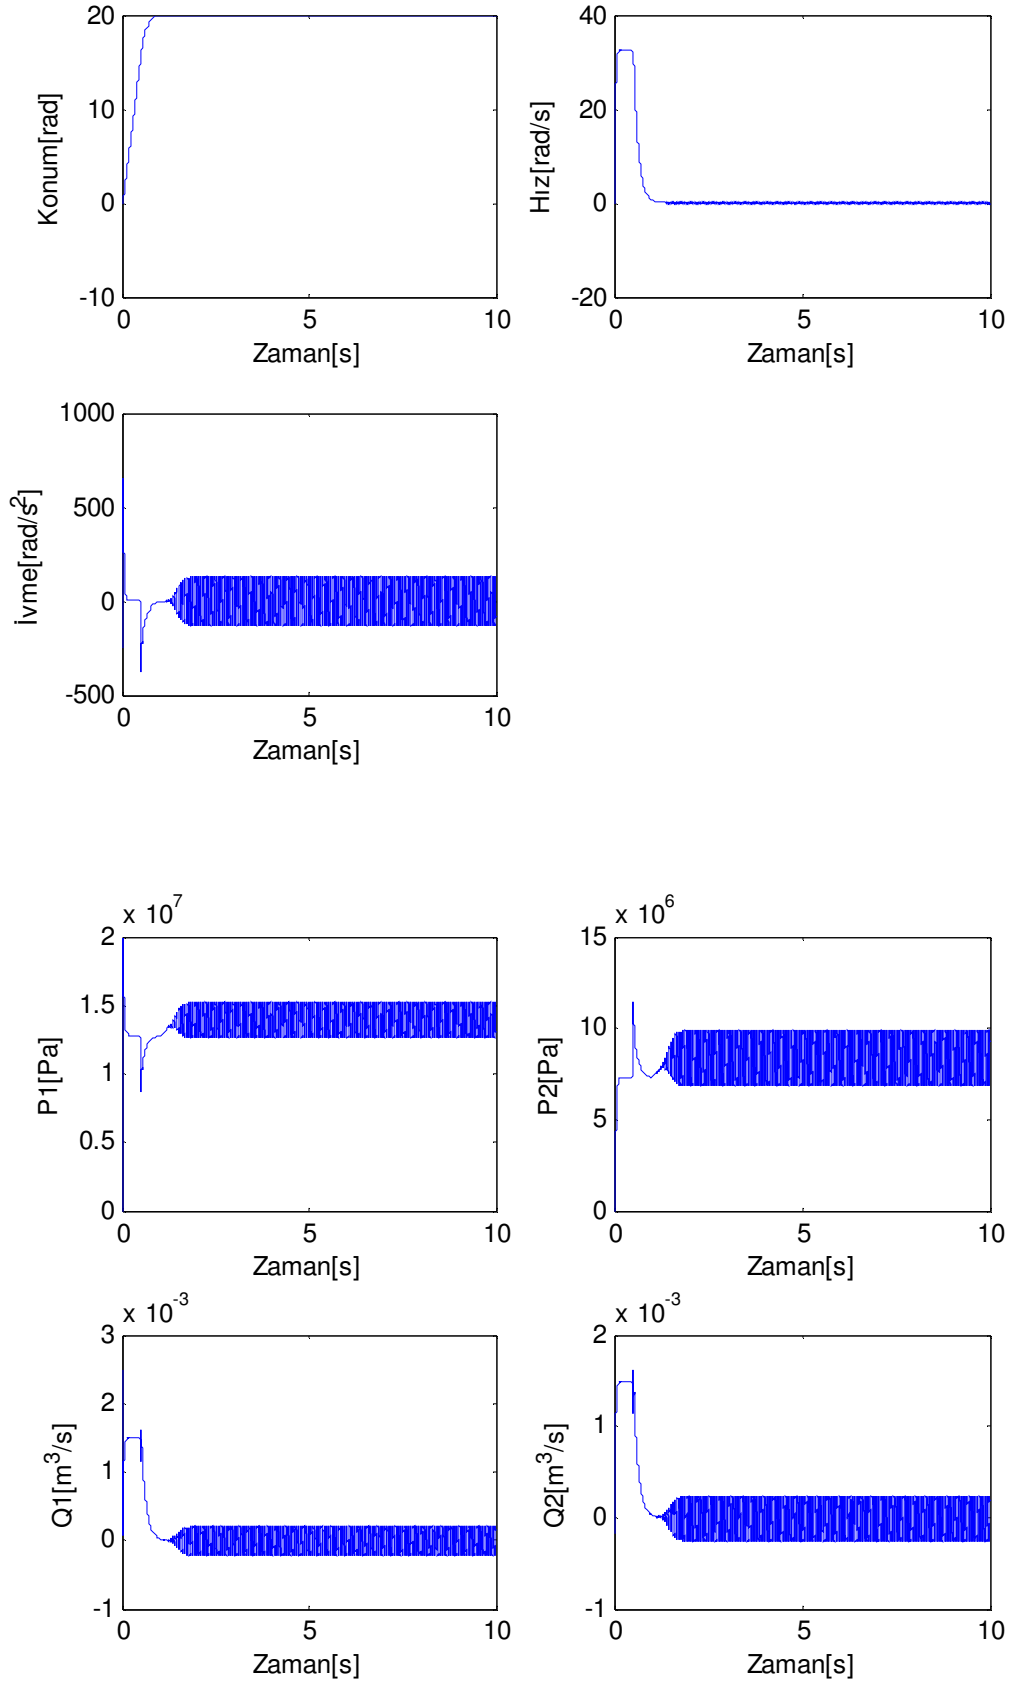 20
10
0
-10
0
5
10
Konum[rad]
Zaman[s]
40
20
0
-20
0
5
10
Hız[rad/s]
Zaman[s]
1000
500
0
-500
0
5
10
İvme[rad/s²]
Zaman[s]
x 10⁷
2
1.5
1
0.5
0
0
5
10
P1[Pa]
Zaman[s]
x 10⁶
15
10
5
0
0
5
10
P2[Pa]
Zaman[s]
x 10⁻³
3
2
1
0
-1
0
5
10
Q1[m³/s]
Zaman[s]
x 10⁻³
2
1
0
-1
0
5
10
Q2[m³/s]
Zaman[s]